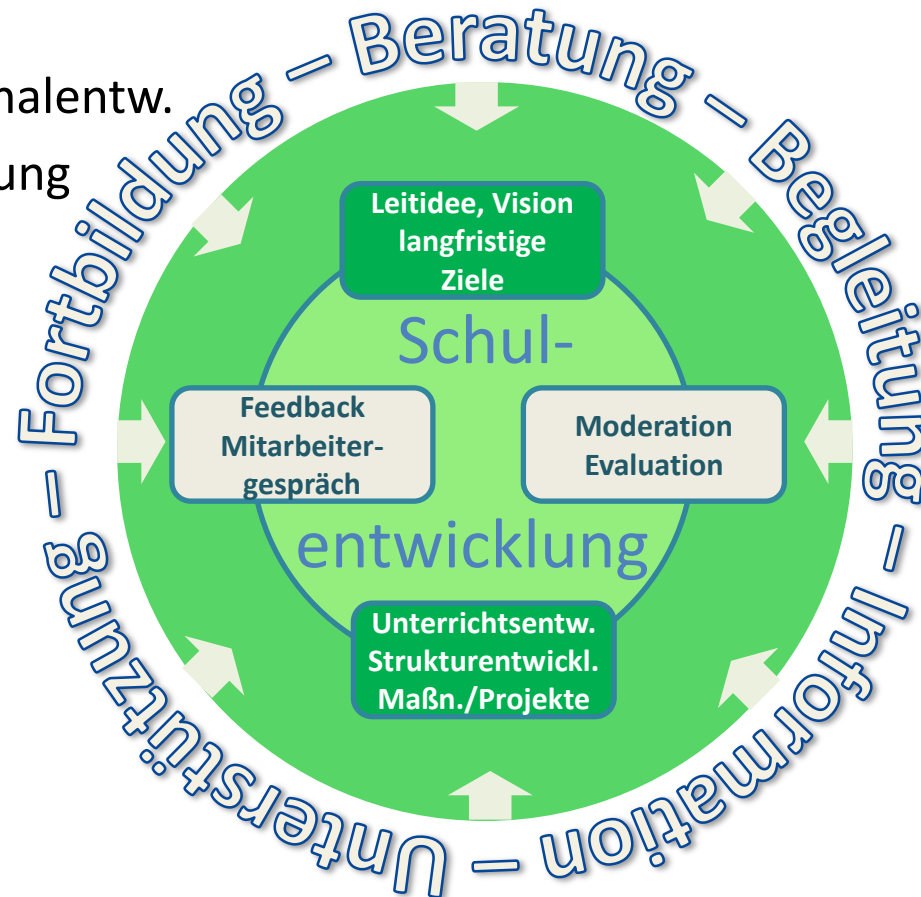 nalentw.
ung
Fortbildung – Beratung – Begleitung – Information – Unterstützung –
Leitidee, Vision
langfristige
Ziele
Schul-
Feedback
Mitarbeiter-
gespräch
Moderation
Evaluation
entwicklung
Unterrichtsentw.
Strukturentwickl.
Maßn./Projekte